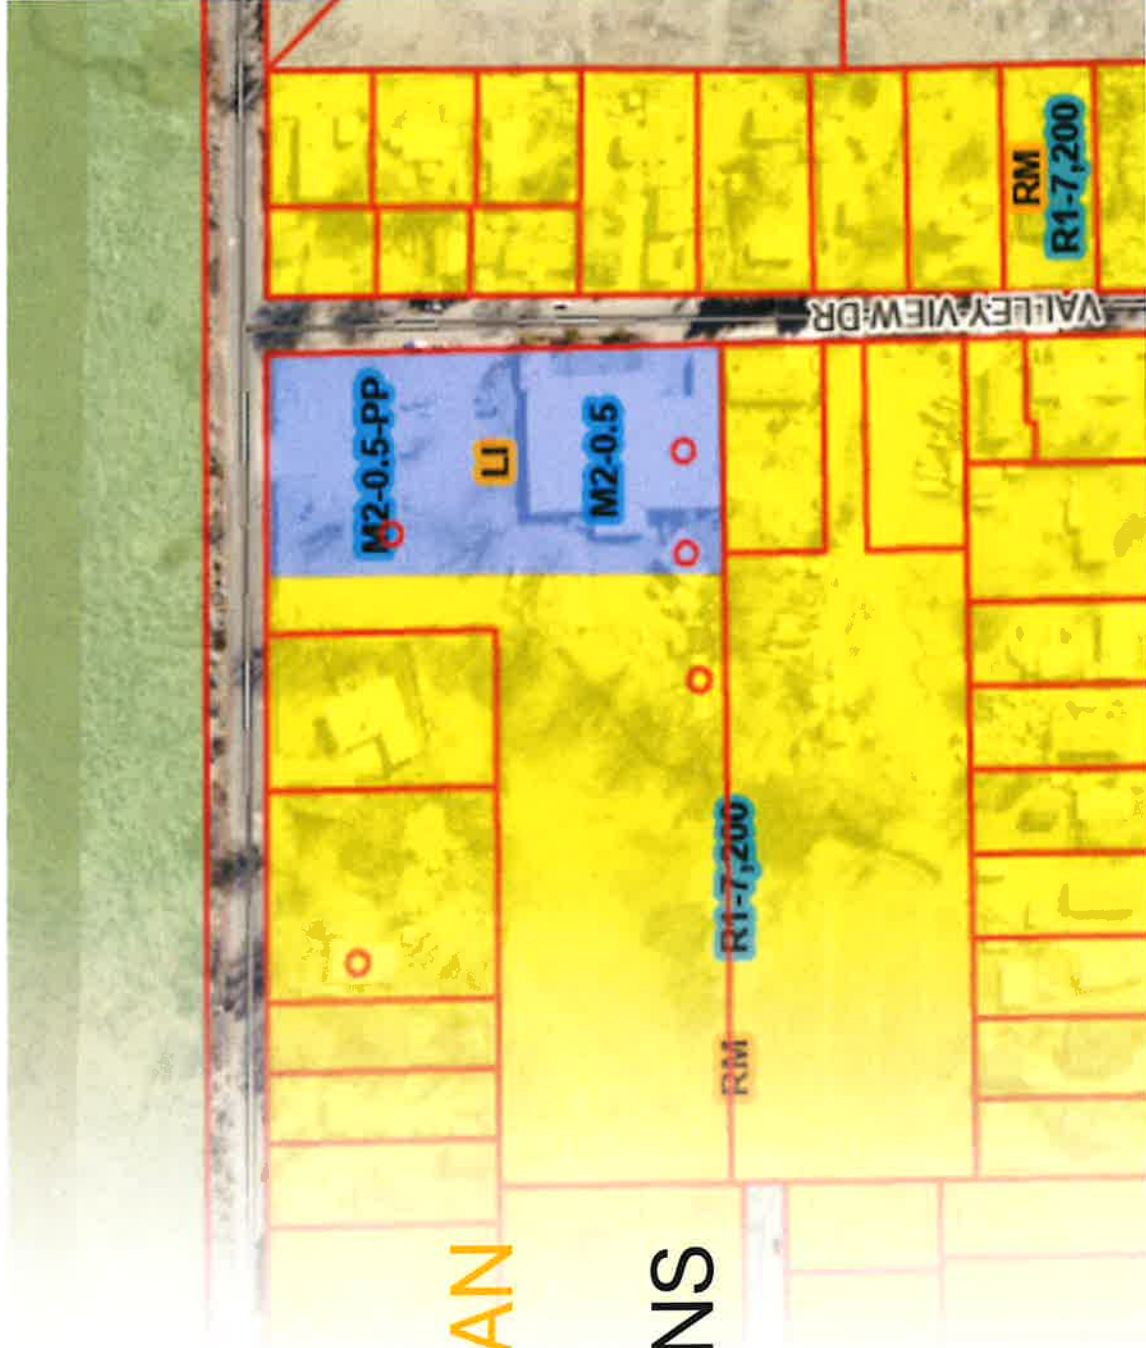 RM
R1-7,200
VALLEY VIEW DR
M2-0.5-PP
LI
M2-0.5
R1-7,200
RM
AN
NS